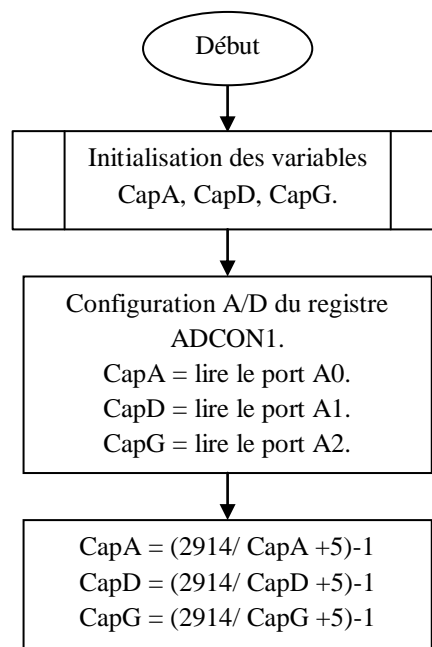 Début
Initialisation des variables
CapA, CapD, CapG.
Configuration A/D du registre
ADCON1.
CapA = lire le port A0.
CapD = lire le port A1.
CapG = lire le port A2.
CapA = (2914/ CapA +5)-1
CapD = (2914/ CapD +5)-1
CapG = (2914/ CapG +5)-1